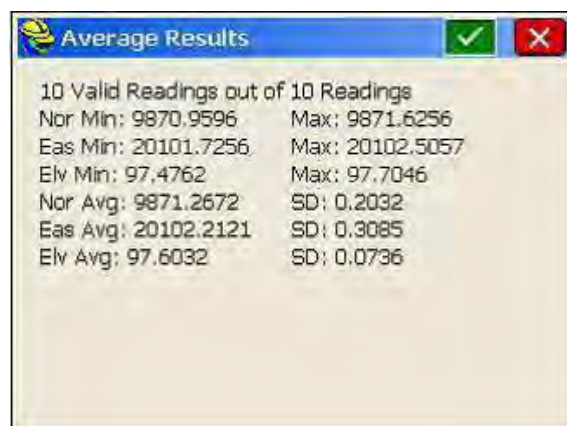 Average Results
10 Valid Readings out of 10 Readings
Nor Min: 9870.9596 Max: 9871.6256
Eas Min: 20101.7256 Max: 20102.5057
Elv Min: 97.4762 Max: 97.7046
Nor Avg: 9871.2672 SD: 0.2032
Eas Avg: 20102.2121 SD: 0.3085
Elv Avg: 97.6032 SD: 0.0736